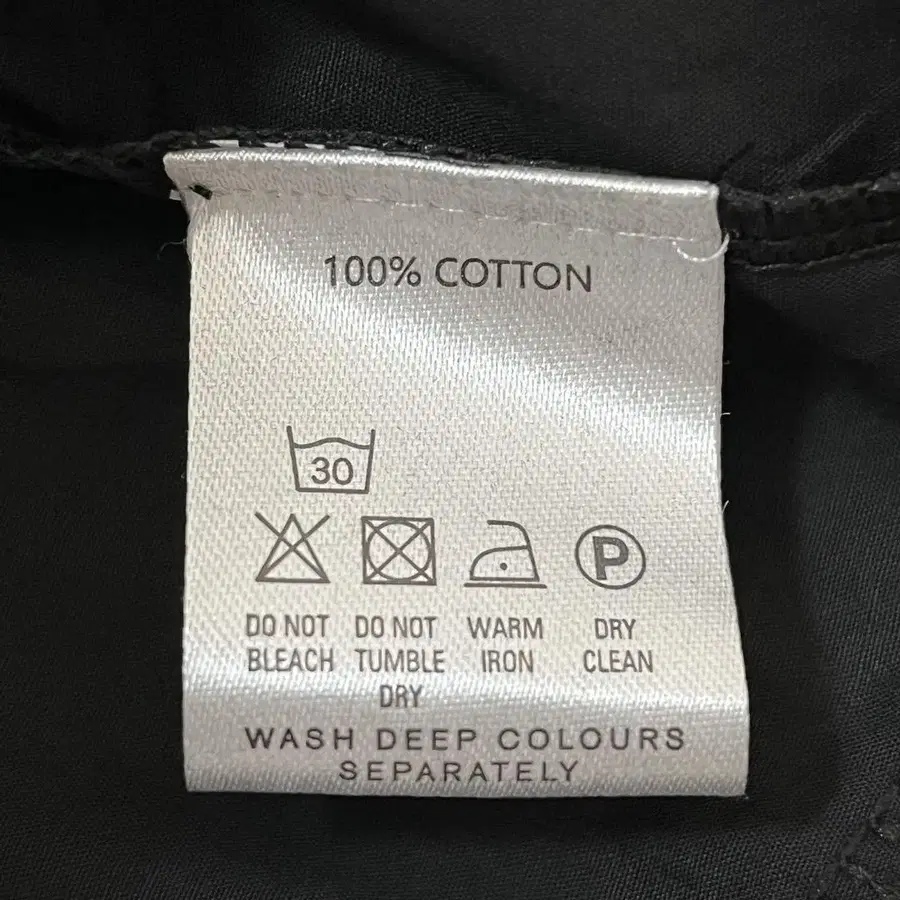 100% COTTON
30
P
DO NOT BLEACH
DO NOT TUMBLE DRY
WARM IRON
DRY CLEAN
WASH DEEP COLOURS
SEPARATELY